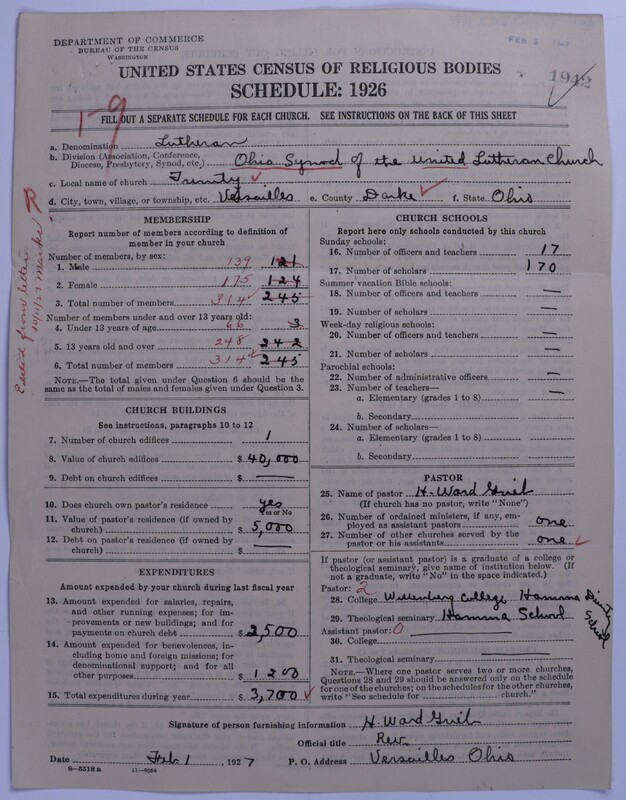 DEPARTMENT OF COMMERCE
BUREAU OF THE CENSUS
WASHINGTON
FEB 3
1942
UNITED STATES CENSUS OF RELIGIOUS BODIES
SCHEDULE: 1926
1-9
FILL OUT A SEPARATE SCHEDULE FOR EACH CHURCH. SEE INSTRUCTIONS ON THE BACK OF THIS SHEET
a. Denomination Lutheran
b. Division (Association, Conference, Diocese, Presbytery, Synod, etc.) Ohio Synod of the United Lutheran Church
c. Local name of church Trinity
d. City, town, village, or township, etc. Versailles e. County Darke f. State Ohio
from letter 10/11/27
MEMBERSHIP
Report number of members according to definition of
member in your church
Number of members, by sex:
1. Male 139 121
2. Female 175 124
3. Total number of members 314 245
Number of members under and over 13 years old:
4. Under 13 years of age 66 3
5. 13 years old and over 248 242
6. Total number of members 314 245
NOTE.—The total given under Question 6 should be the
same as the total of males and females given under Question 3.
CHURCH BUILDINGS
See instructions, paragraphs 10 to 12
7. Number of church edifices 1
8. Value of church edifices $ 40,000
9. Debt on church edifices $ —
10. Does church own pastor's residence yes
Yes or No
11. Value of pastor's residence (if owned by
church) $ 5,000
12. Debt on pastor's residence (if owned by
church) $ —
EXPENDITURES
Amount expended by your church during last fiscal year
13. Amount expended for salaries, repairs,
and other running expenses; for im-
provements or new buildings; and for
payments on church debt $ 2,500
14. Amount expended for benevolences, in-
cluding home and foreign missions; for
denominational support; and for all
other purposes $ 1200
15. Total expenditures during year $ 3,700
CHURCH SCHOOLS
Report here only schools conducted by this church
Sunday schools:
16. Number of officers and teachers 17
17. Number of scholars 170
Summer vacation Bible schools:
18. Number of officers and teachers —
19. Number of scholars —
Week-day religious schools:
20. Number of officers and teachers —
21. Number of scholars —
Parochial schools:
22. Number of administrative officers —
23. Number of teachers—
a. Elementary (grades 1 to 8) —
b. Secondary
24. Number of scholars—
a. Elementary (grades 1 to 8)
b. Secondary
PASTOR
25. Name of pastor H. Ward
(If church has no pastor, write "None")
26. Number of ordained ministers, if any, em-
ployed as assistant pastors one
27. Number of other churches served by the
pastor or his assistants one
If pastor (or assistant pastor) is a graduate of a college or
theological seminary, give name of institution below. (If
not a graduate, write "No" in the space indicated.)
Pastor: 2
28. College Wittenberg College Hamma Divinity School
29. Theological seminary Hamma School
Assistant pastor: 0
30. College
31. Theological seminary
NOTE.—Where one pastor serves two or more churches,
Questions 28 and 29 should be answered only on the schedule
for one of the churches; on the schedules for the other churches,
write "See schedule for church."
Signature of person furnishing information H. Ward
Official title Rev.
Date Feb. 1 1927 P. O. Address Versailles Ohio
8-5518a 11-9054